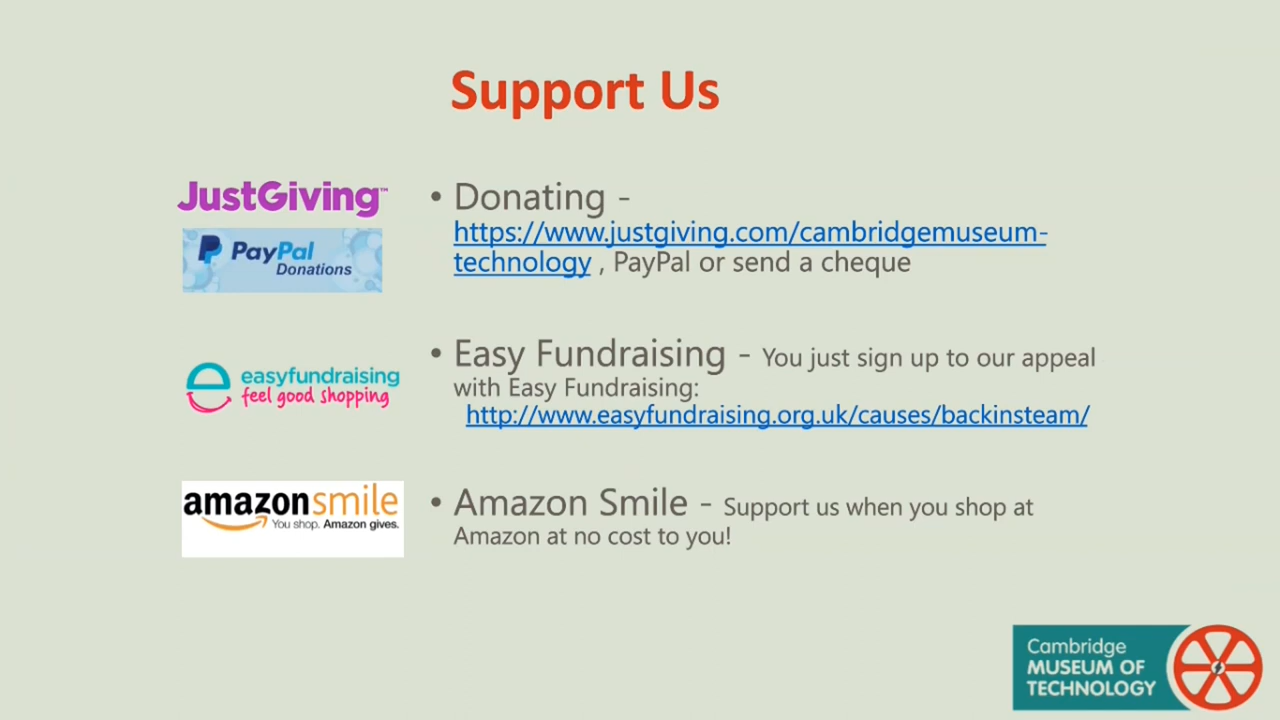 Support Us
JustGiving™
PayPal
Donations
• Donating -
https://www.justgiving.com/cambridgemuseum-
technology , PayPal or send a cheque
easyfundraising
feel good shopping
• Easy Fundraising - You just sign up to our appeal
with Easy Fundraising:
http://www.easyfundraising.org.uk/causes/backinsteam/
amazonsmile
You shop. Amazon gives.
• Amazon Smile - Support us when you shop at
Amazon at no cost to you!
Cambridge
MUSEUM OF
TECHNOLOGY